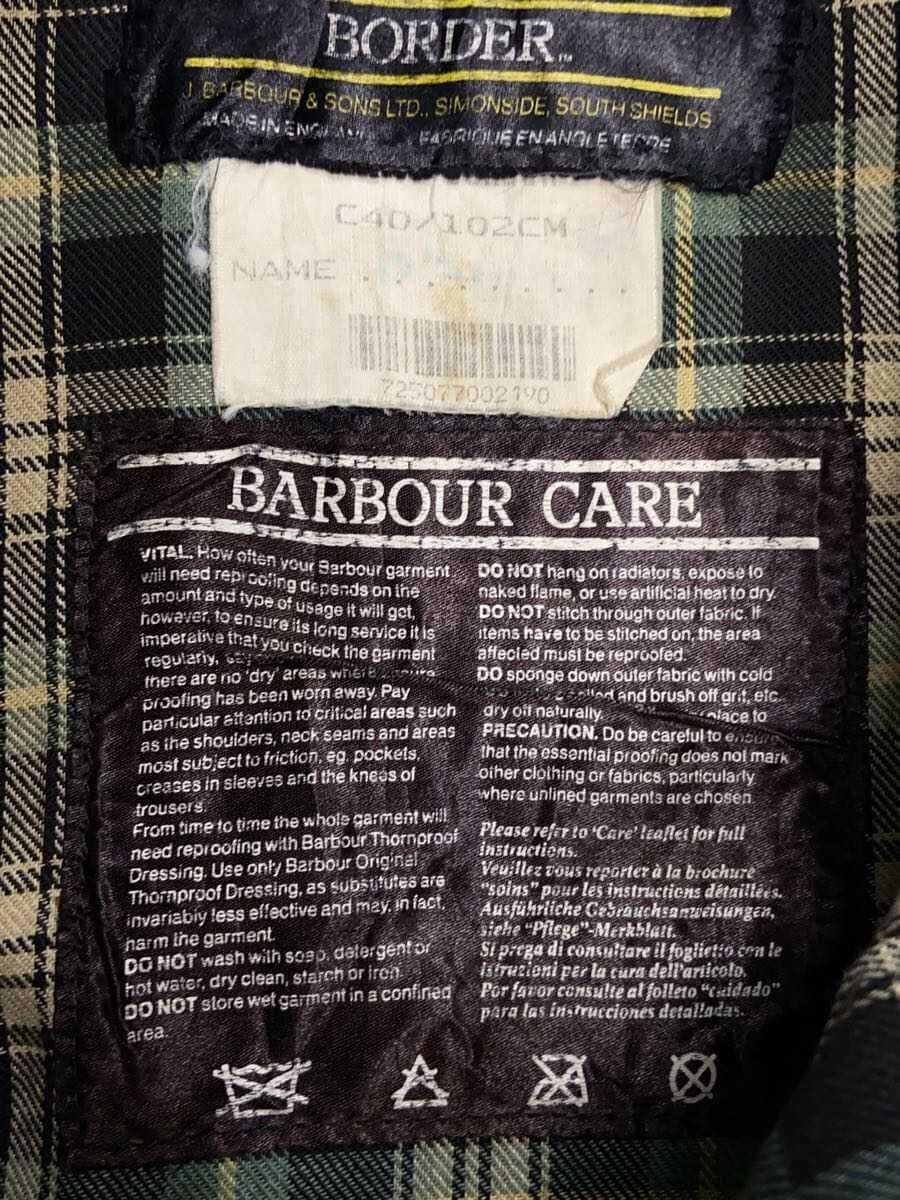 BORDER™
J. BARBOUR & SONS LTD., SIMONSIDE, SOUTH SHIELDS
MADE IN ENGLAND FABRIQUE EN ANGLETERRE
C40/102CM
NAME . . . . . . . . .
725077002190
BARBOUR CARE
VITAL. How often your Barbour garment
will need reproofing depends on the
amount and type of usage it will get,
however, to ensure its long service it is
imperative that you check the garment
regularly,
there are no 'dry' areas where
proofing has been worn away. Pay
particular attention to critical areas such
as the shoulders, neck seams and areas
most subject to friction, eg. pockets,
creases in sleeves and the knees of
trousers.
From time to time the whole garment will
need reproofing with Barbour Thornproof
Dressing. Use only Barbour Original
Thornproof Dressing, as substitutes are
invariably less effective and may, in fact,
harm the garment.
DO NOT wash with soap, detergent or
hot water, dry clean, starch or iron.
DO NOT store wet garment in a confined
area.
DO NOT hang on radiators, expose to
naked flame, or use artificial heat to dry.
DO NOT stitch through outer fabric. If
items have to be stitched on, the area
affected must be reproofed.
DO sponge down outer fabric with cold
and brush off grit, etc.
dry off naturally. place to
PRECAUTION. Do be careful to ensure
that the essential proofing does not mark
other clothing or fabrics, particularly
where unlined garments are chosen.
Please refer to 'Care' leaflet for full
instructions.
Veuillez vous reporter à la brochure
"soins" pour les instructions détaillées.
Ausführliche Gebrauchsanweisungen,
siehe "Pflege"-Merkblatt.
Si prega di consultare il foglietto con le
istruzioni per la cura dell'articolo.
Por favor consulte al folleto "cuidado"
para las instrucciones detalladas.